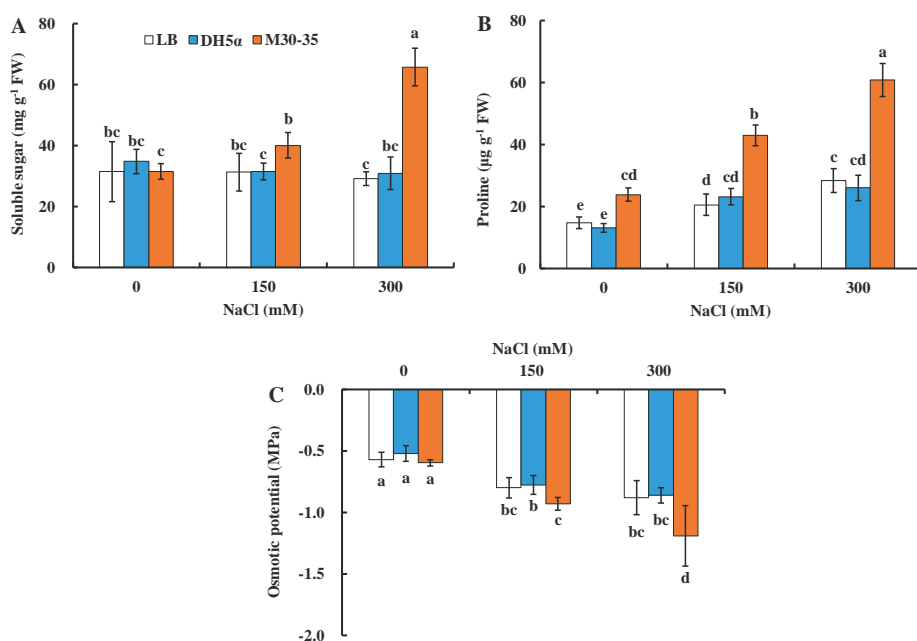 A
LB DH5α M30-35
Soluble sugar (mg g-1 FW)
80
60
40
20
0
bc bc c
bc c b
c bc a
0 150 300
NaCl (mM)
B
Proline (µg g-1 FW)
80
60
40
20
0
e e cd
d cd b
c cd a
0 150 300
NaCl (mM)
C
NaCl (mM)
0 150 300
Osmotic potential (MPa)
0.0
-0.5
-1.0
-1.5
-2.0
a a a
bc b c
bc bc d